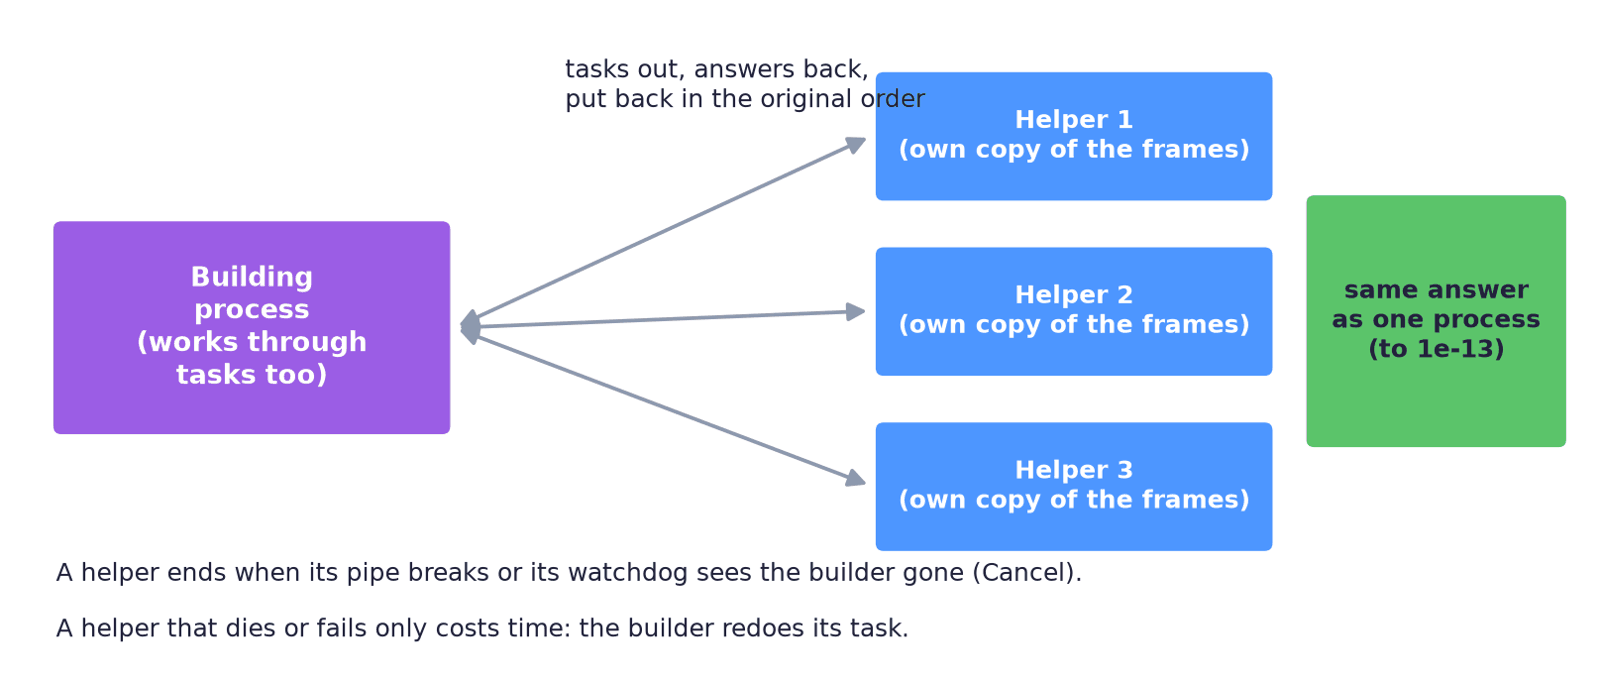 tasks out, answers back,
put back in the original order
Helper 1
(own copy of the frames)
Building
process
(works through
tasks too)
Helper 2
(own copy of the frames)
same answer
as one process
(to 1e-13)
Helper 3
(own copy of the frames)
A helper ends when its pipe breaks or its watchdog sees the builder gone (Cancel).
A helper that dies or fails only costs time: the builder redoes its task.